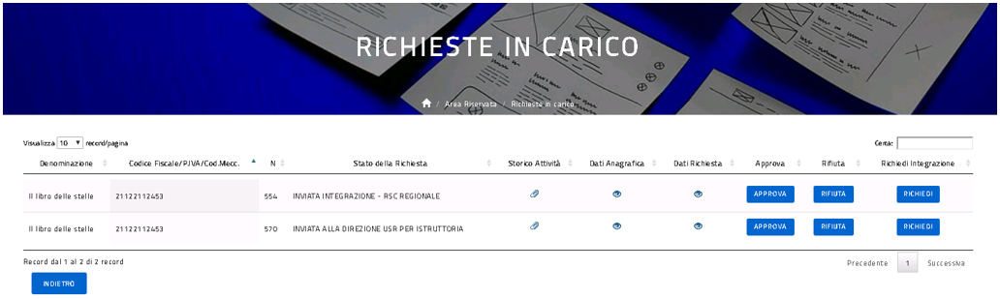 RICHIESTE IN CARICO
/ Area Riservata / Richieste in carico
Visualizza 10 record/pagina Cerca:
Denominazione Codice Fiscale/P.IVA/Cod.Mecc. N Stato della Richiesta Storico Attività Dati Anagrafica Dati Richiesta Approva Rifiuta Richiedi Integrazione
Il libro delle stelle 21122112453 554 INVIATA INTEGRAZIONE - RSC REGIONALE APPROVA RIFIUTA RICHIEDI
Il libro delle stelle 21122112453 570 INVIATA ALLA DIREZIONE USR PER ISTRUTTORIA APPROVA RIFIUTA RICHIEDI
Record dal 1 al 2 di 2 record Precedente 1 Successiva
INDIETRO